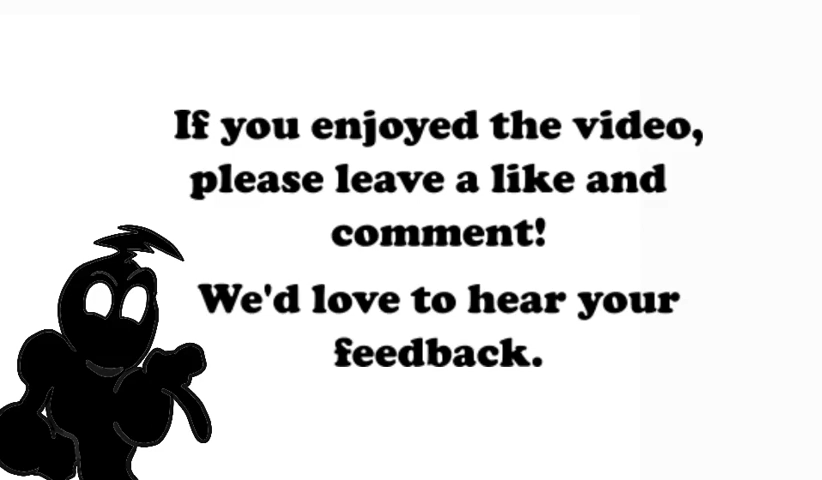 If you enjoyed the video,
please leave a like and
comment!
We'd love to hear your
feedback.